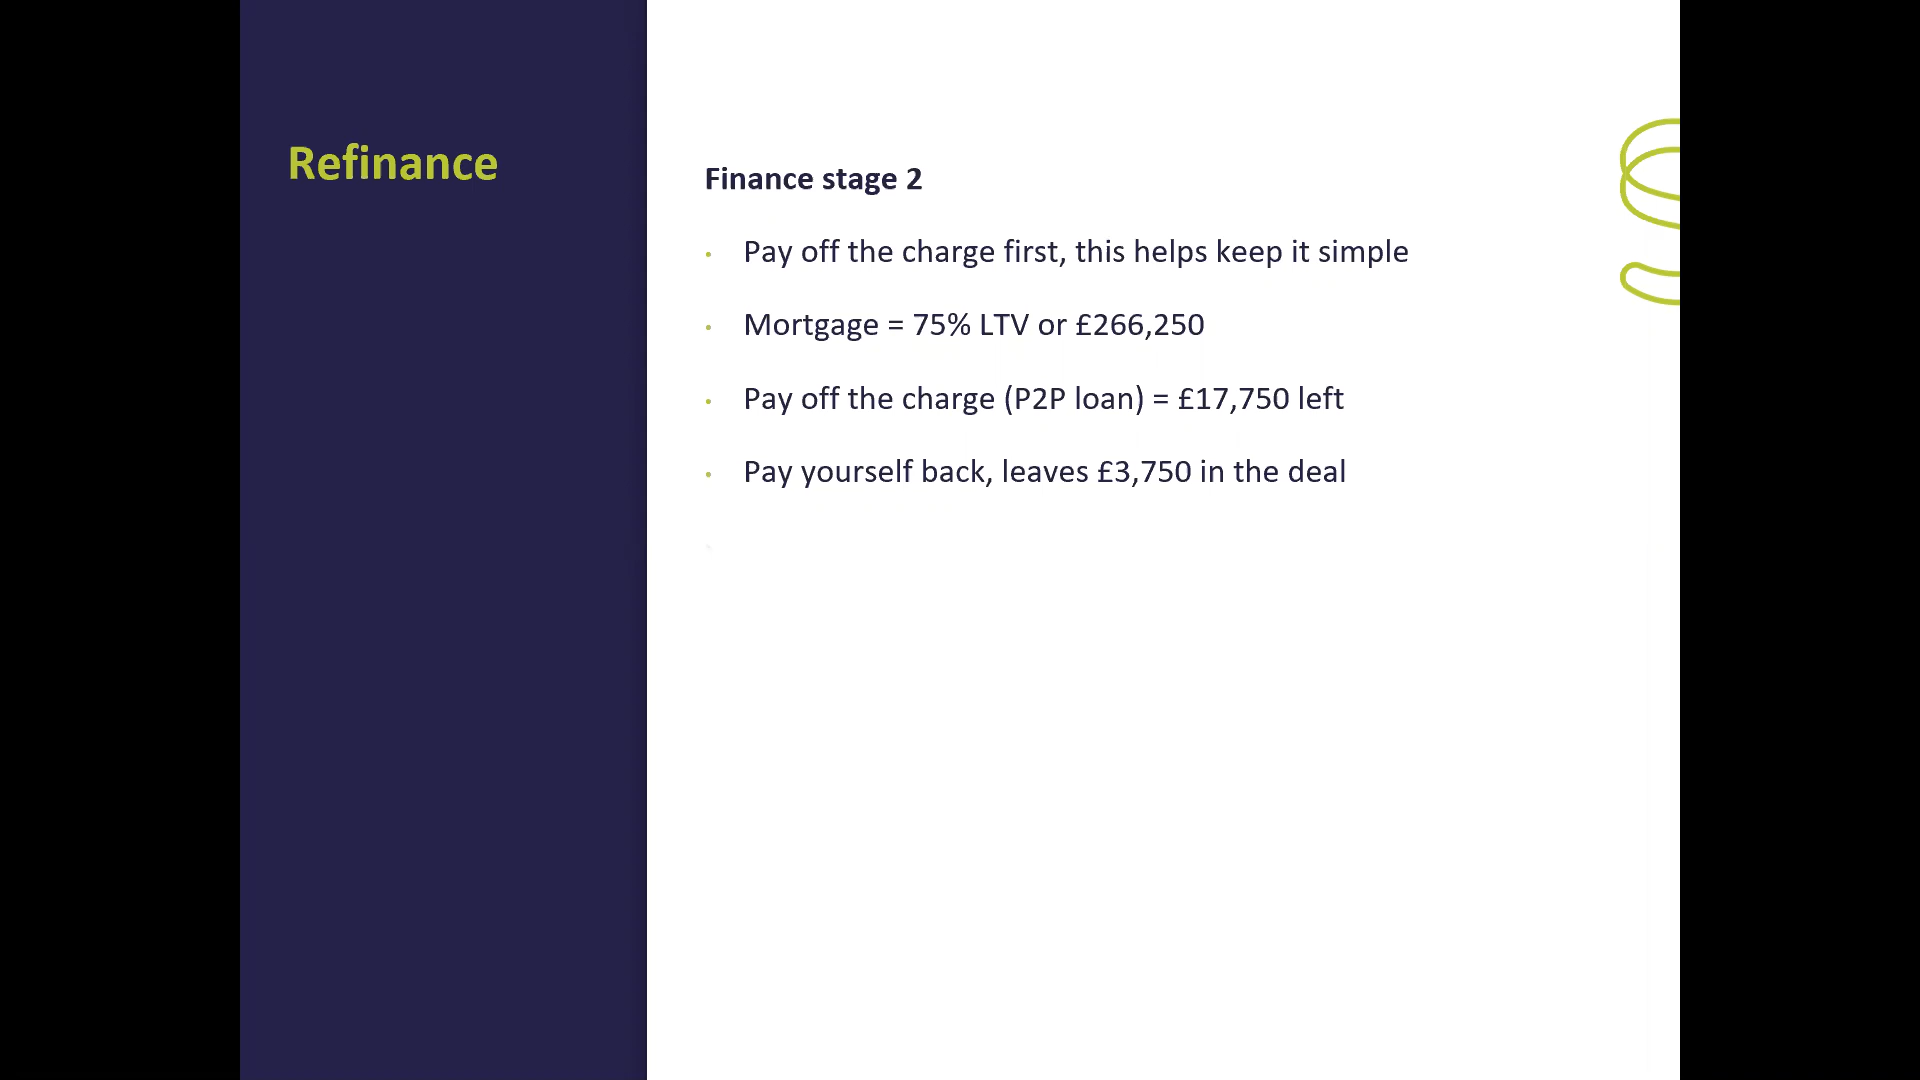 Refinance
Finance stage 2
· Pay off the charge first, this helps keep it simple
· Mortgage = 75% LTV or £266,250
· Pay off the charge (P2P loan) = £17,750 left
· Pay yourself back, leaves £3,750 in the deal